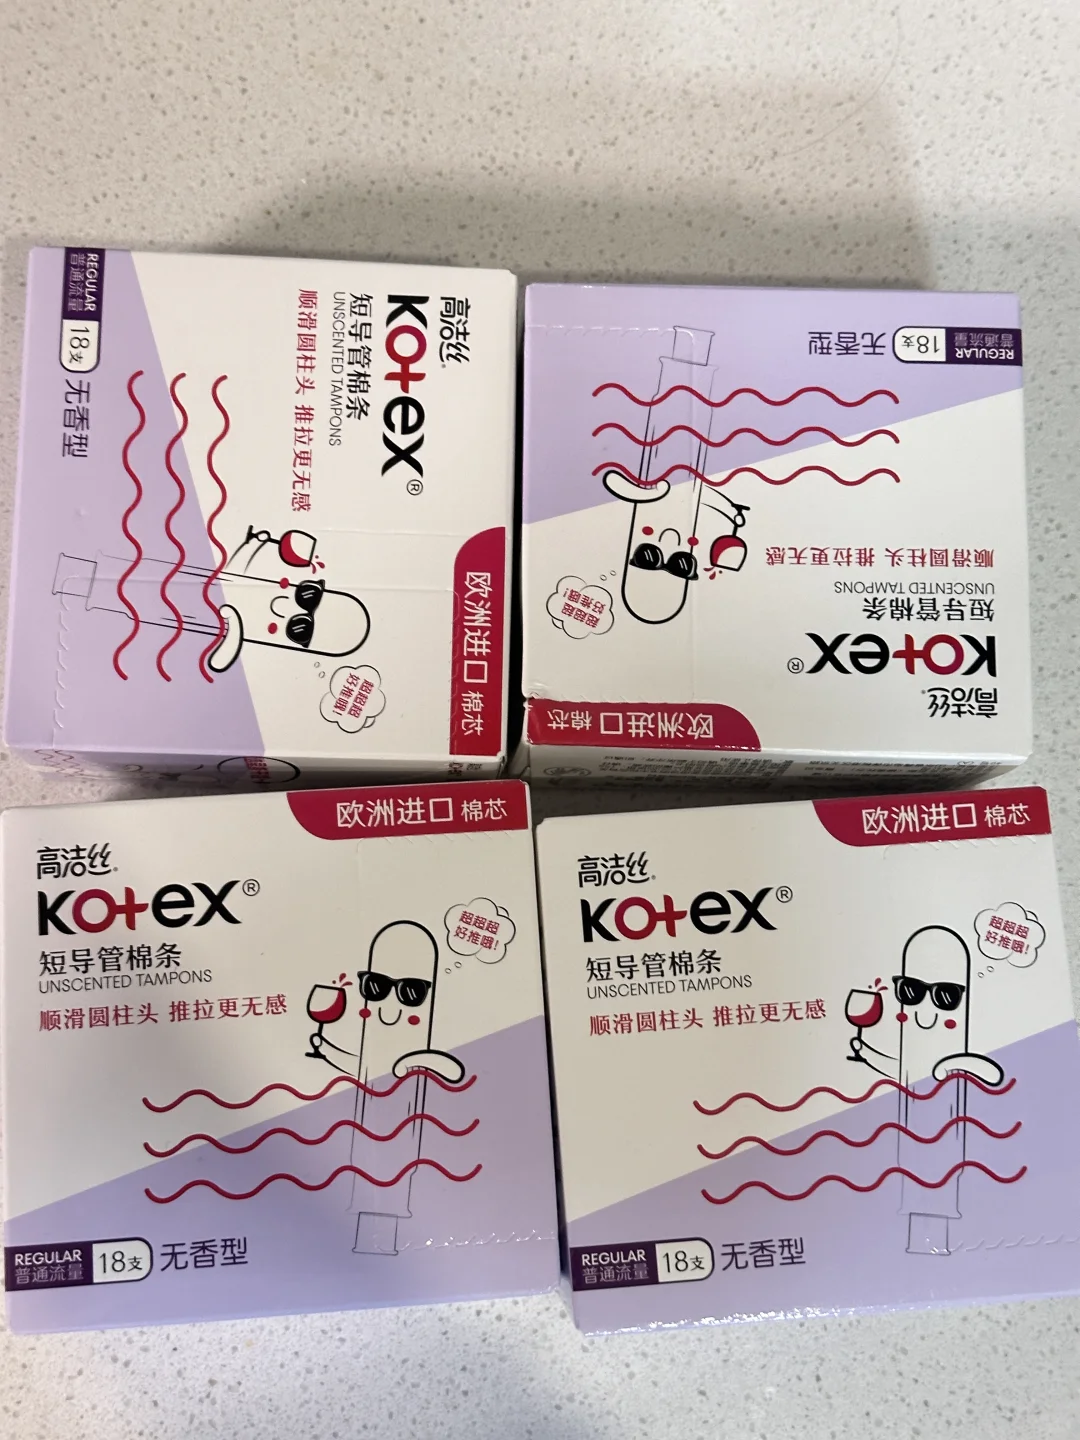 高洁丝
Kotex®
短导管棉条
UNSCENTED TAMPONS
顺滑圆柱头 推拉更无感
欧洲进口 棉芯
超超超
好推哦!
REGULAR
普通流量
18支
无香型
高洁丝
Kotex®
短导管棉条
UNSCENTED TAMPONS
顺滑圆柱头 推拉更无感
欧洲进口 棉芯
超超超
好推哦!
REGULAR
普通流量
18支
无香型
欧洲进口 棉芯
高洁丝
Kotex®
短导管棉条
UNSCENTED TAMPONS
顺滑圆柱头 推拉更无感
超超超
好推哦!
REGULAR
普通流量
18支
无香型
欧洲进口 棉芯
高洁丝
Kotex®
短导管棉条
UNSCENTED TAMPONS
顺滑圆柱头 推拉更无感
超超超
好推哦!
REGULAR
普通流量
18支
无香型